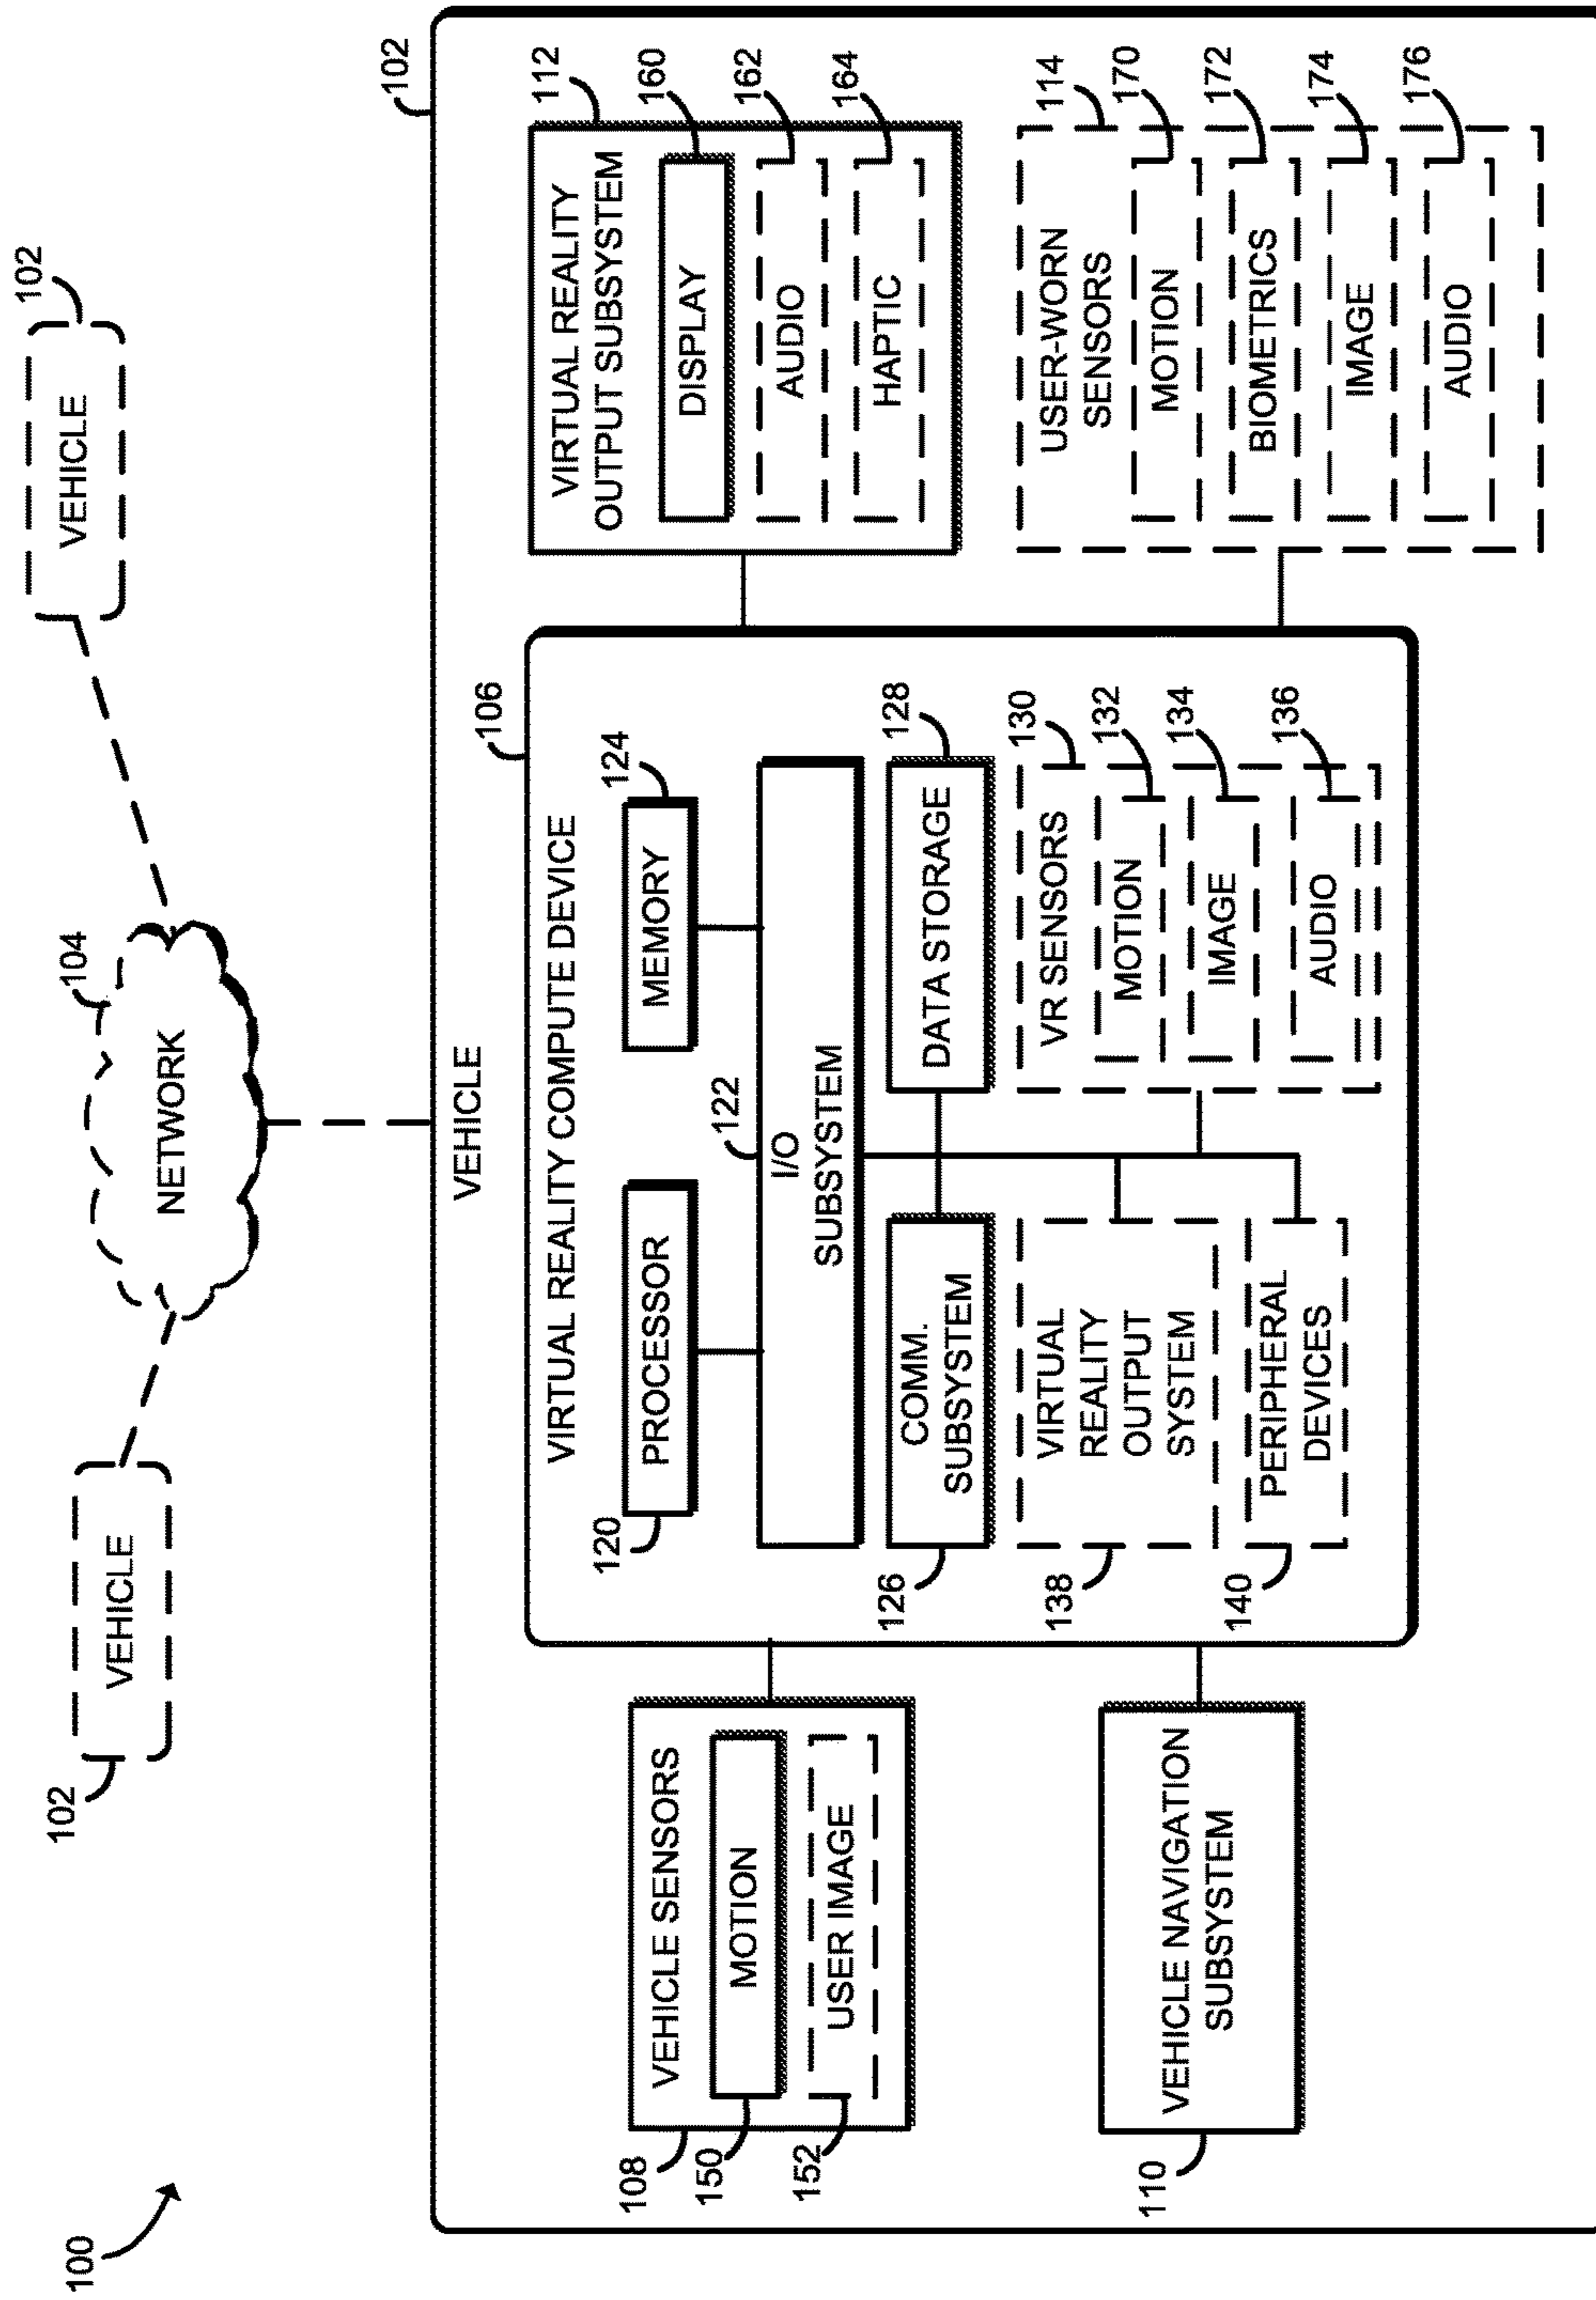 100
102
VEHICLE
104
NETWORK
102
VEHICLE
102
VEHICLE
106
VIRTUAL REALITY COMPUTE DEVICE
120
PROCESSOR
124
MEMORY
122
I/O
SUBSYSTEM
126
COMM.
SUBSYSTEM
128
DATA STORAGE
138
VIRTUAL
REALITY
OUTPUT
SYSTEM
140
PERIPHERAL
DEVICES
130
VR SENSORS
132
MOTION
134
IMAGE
136
AUDIO
108
VEHICLE SENSORS
150
MOTION
152
USER IMAGE
110
VEHICLE NAVIGATION
SUBSYSTEM
112
VIRTUAL REALITY
OUTPUT SUBSYSTEM
160
DISPLAY
162
AUDIO
164
HAPTIC
114
USER-WORN
SENSORS
170
MOTION
172
BIOMETRICS
174
IMAGE
176
AUDIO